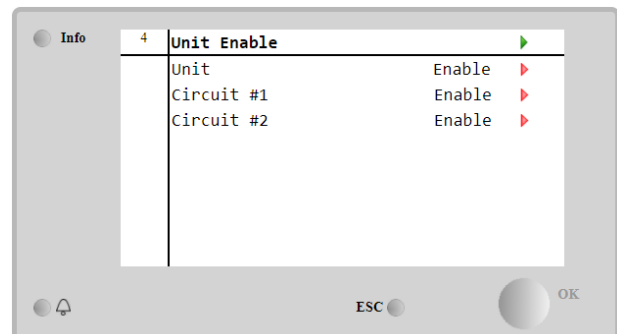 Info
4 Unit Enable
Unit Enable
Circuit #1 Enable
Circuit #2 Enable
ESC
OK